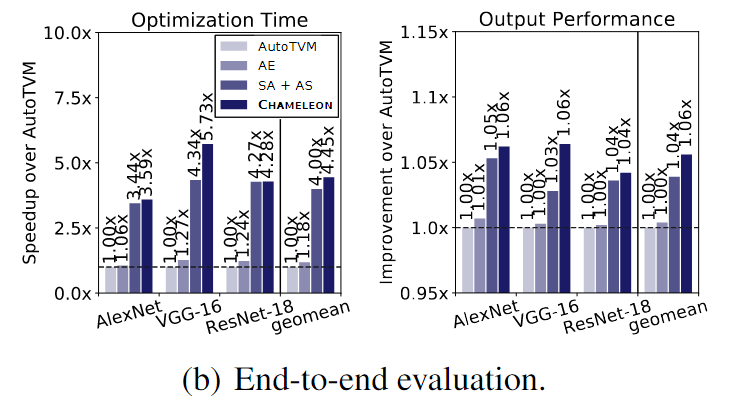 Optimization Time
Speedup over AutoTVM
10.0x
7.5x
5.0x
2.5x
0.0x
AutoTVM
AE
SA + AS
CHAMELEON
1.00x
1.06x
3.44x
3.59x
1.00x
1.27x
4.34x
5.73x
1.00x
1.24x
4.27x
4.28x
1.00x
1.18x
4.00x
4.45x
AlexNet
VGG-16
ResNet-18
geomean
Output Performance
Improvement over AutoTVM
1.15x
1.1x
1.05x
1.0x
0.95x
1.00x
1.01x
1.05x
1.06x
1.00x
1.00x
1.03x
1.06x
1.00x
1.00x
1.04x
1.04x
1.00x
1.00x
1.04x
1.06x
AlexNet
VGG-16
ResNet-18
geomean
(b) End-to-end evaluation.